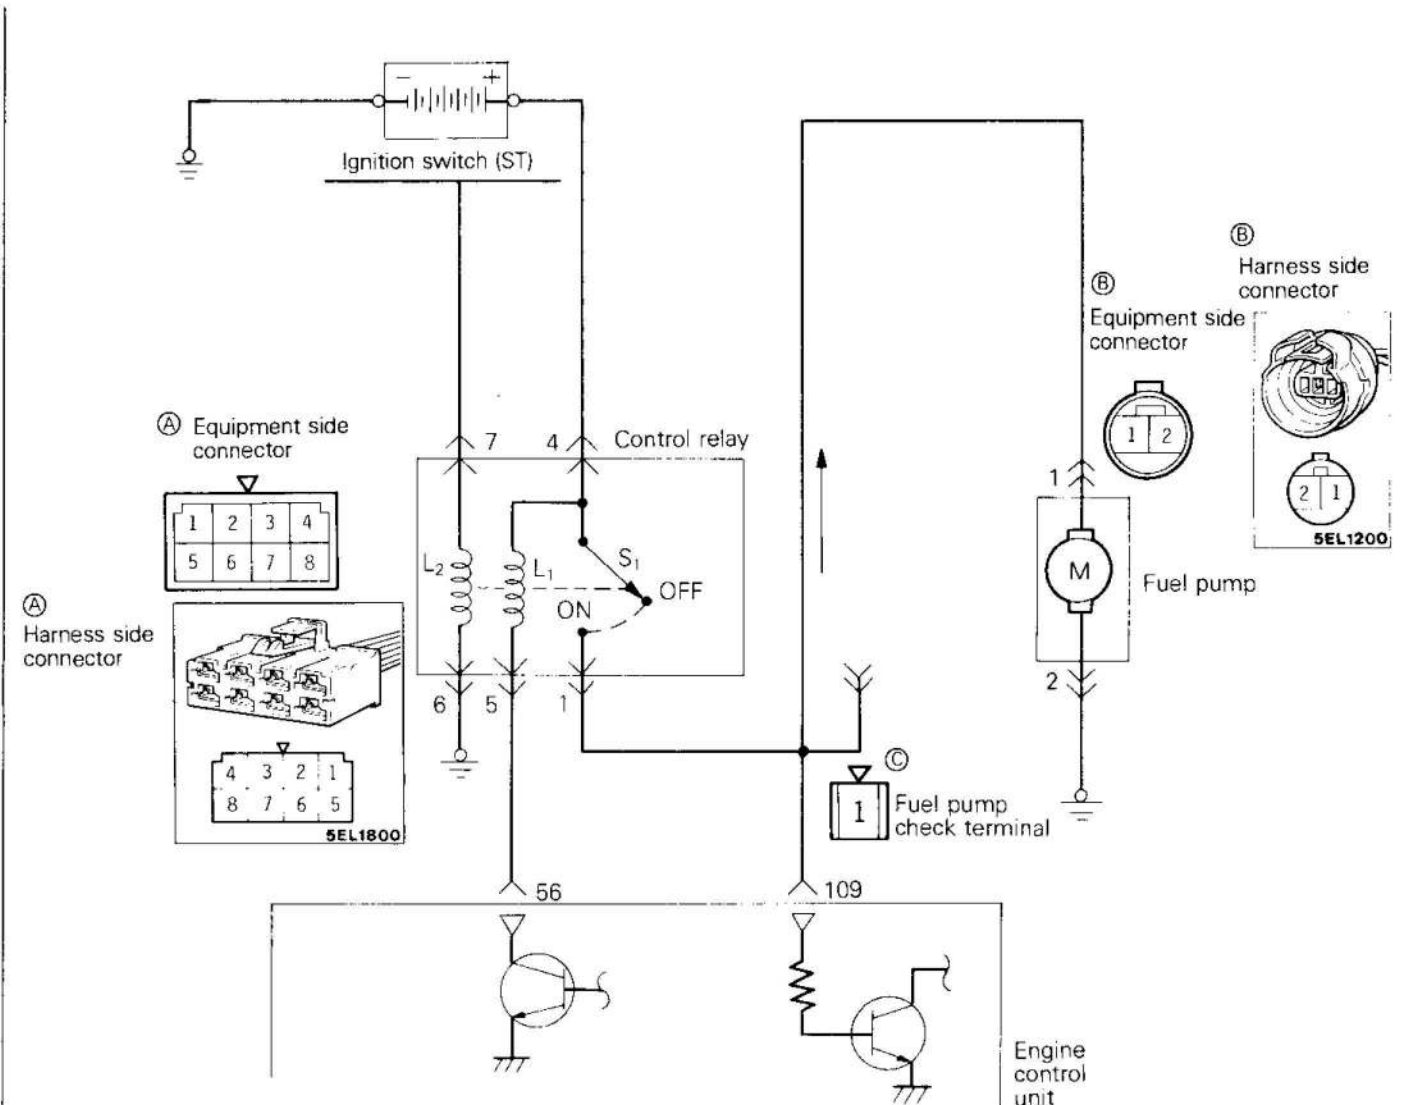 − +
Ignition switch (ST)
Ⓑ
Harness side
connector
Ⓑ
Equipment side
connector
1 2
2 1
5EL1200
Ⓐ Equipment side
connector
1 2 3 4
5 6 7 8
7 4 Control relay
L2 L1 S1
ON OFF
6 5 1
1
M Fuel pump
2
Ⓐ
Harness side
connector
4 3 2 1
8 7 6 5
5EL1800
Ⓒ
1 Fuel pump
check terminal
56 109
Engine
control
unit